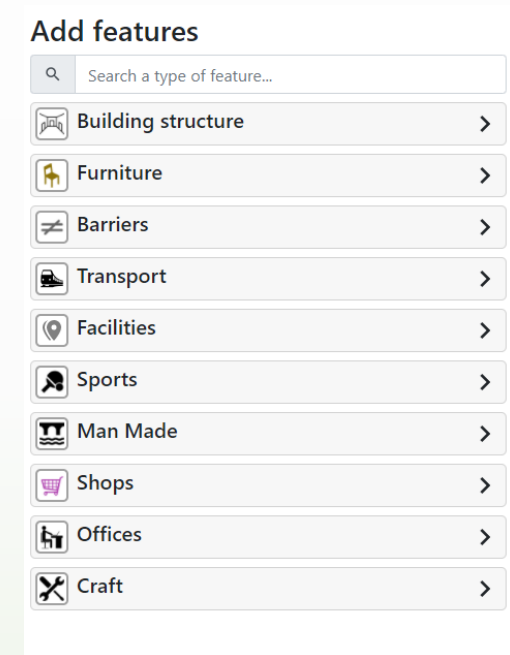 Add features
Search a type of feature...
Building structure
Furniture
Barriers
Transport
Facilities
Sports
Man Made
Shops
Offices
Craft